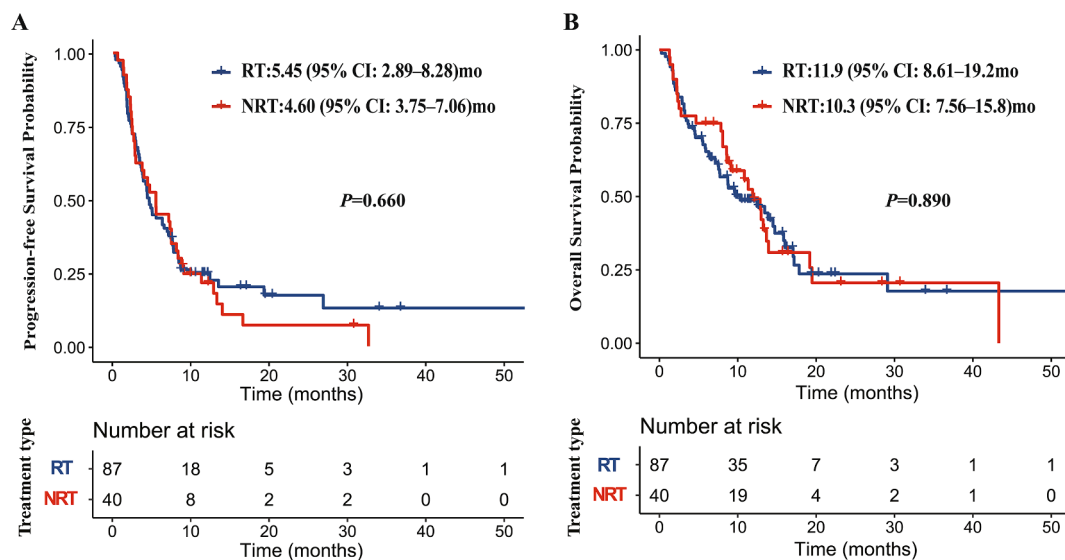 A
Progression-free Survival Probability
1.00
0.75
0.50
0.25
0.00
RT:5.45 (95% CI: 2.89–8.28)mo
NRT:4.60 (95% CI: 3.75–7.06)mo
P=0.660
0 10 20 30 40 50
Time (months)
Treatment type
Number at risk
RT 87 18 5 3 1 1
NRT 40 8 2 2 0 0
0 10 20 30 40 50
Time (months)
B
Overall Survival Probability
1.00
0.75
0.50
0.25
0.00
RT:11.9 (95% CI: 8.61–19.2)mo
NRT:10.3 (95% CI: 7.56–15.8)mo
P=0.890
0 10 20 30 40 50
Time (months)
Treatment type
Number at risk
RT 87 35 7 3 1 1
NRT 40 19 4 2 1 0
0 10 20 30 40 50
Time (months)